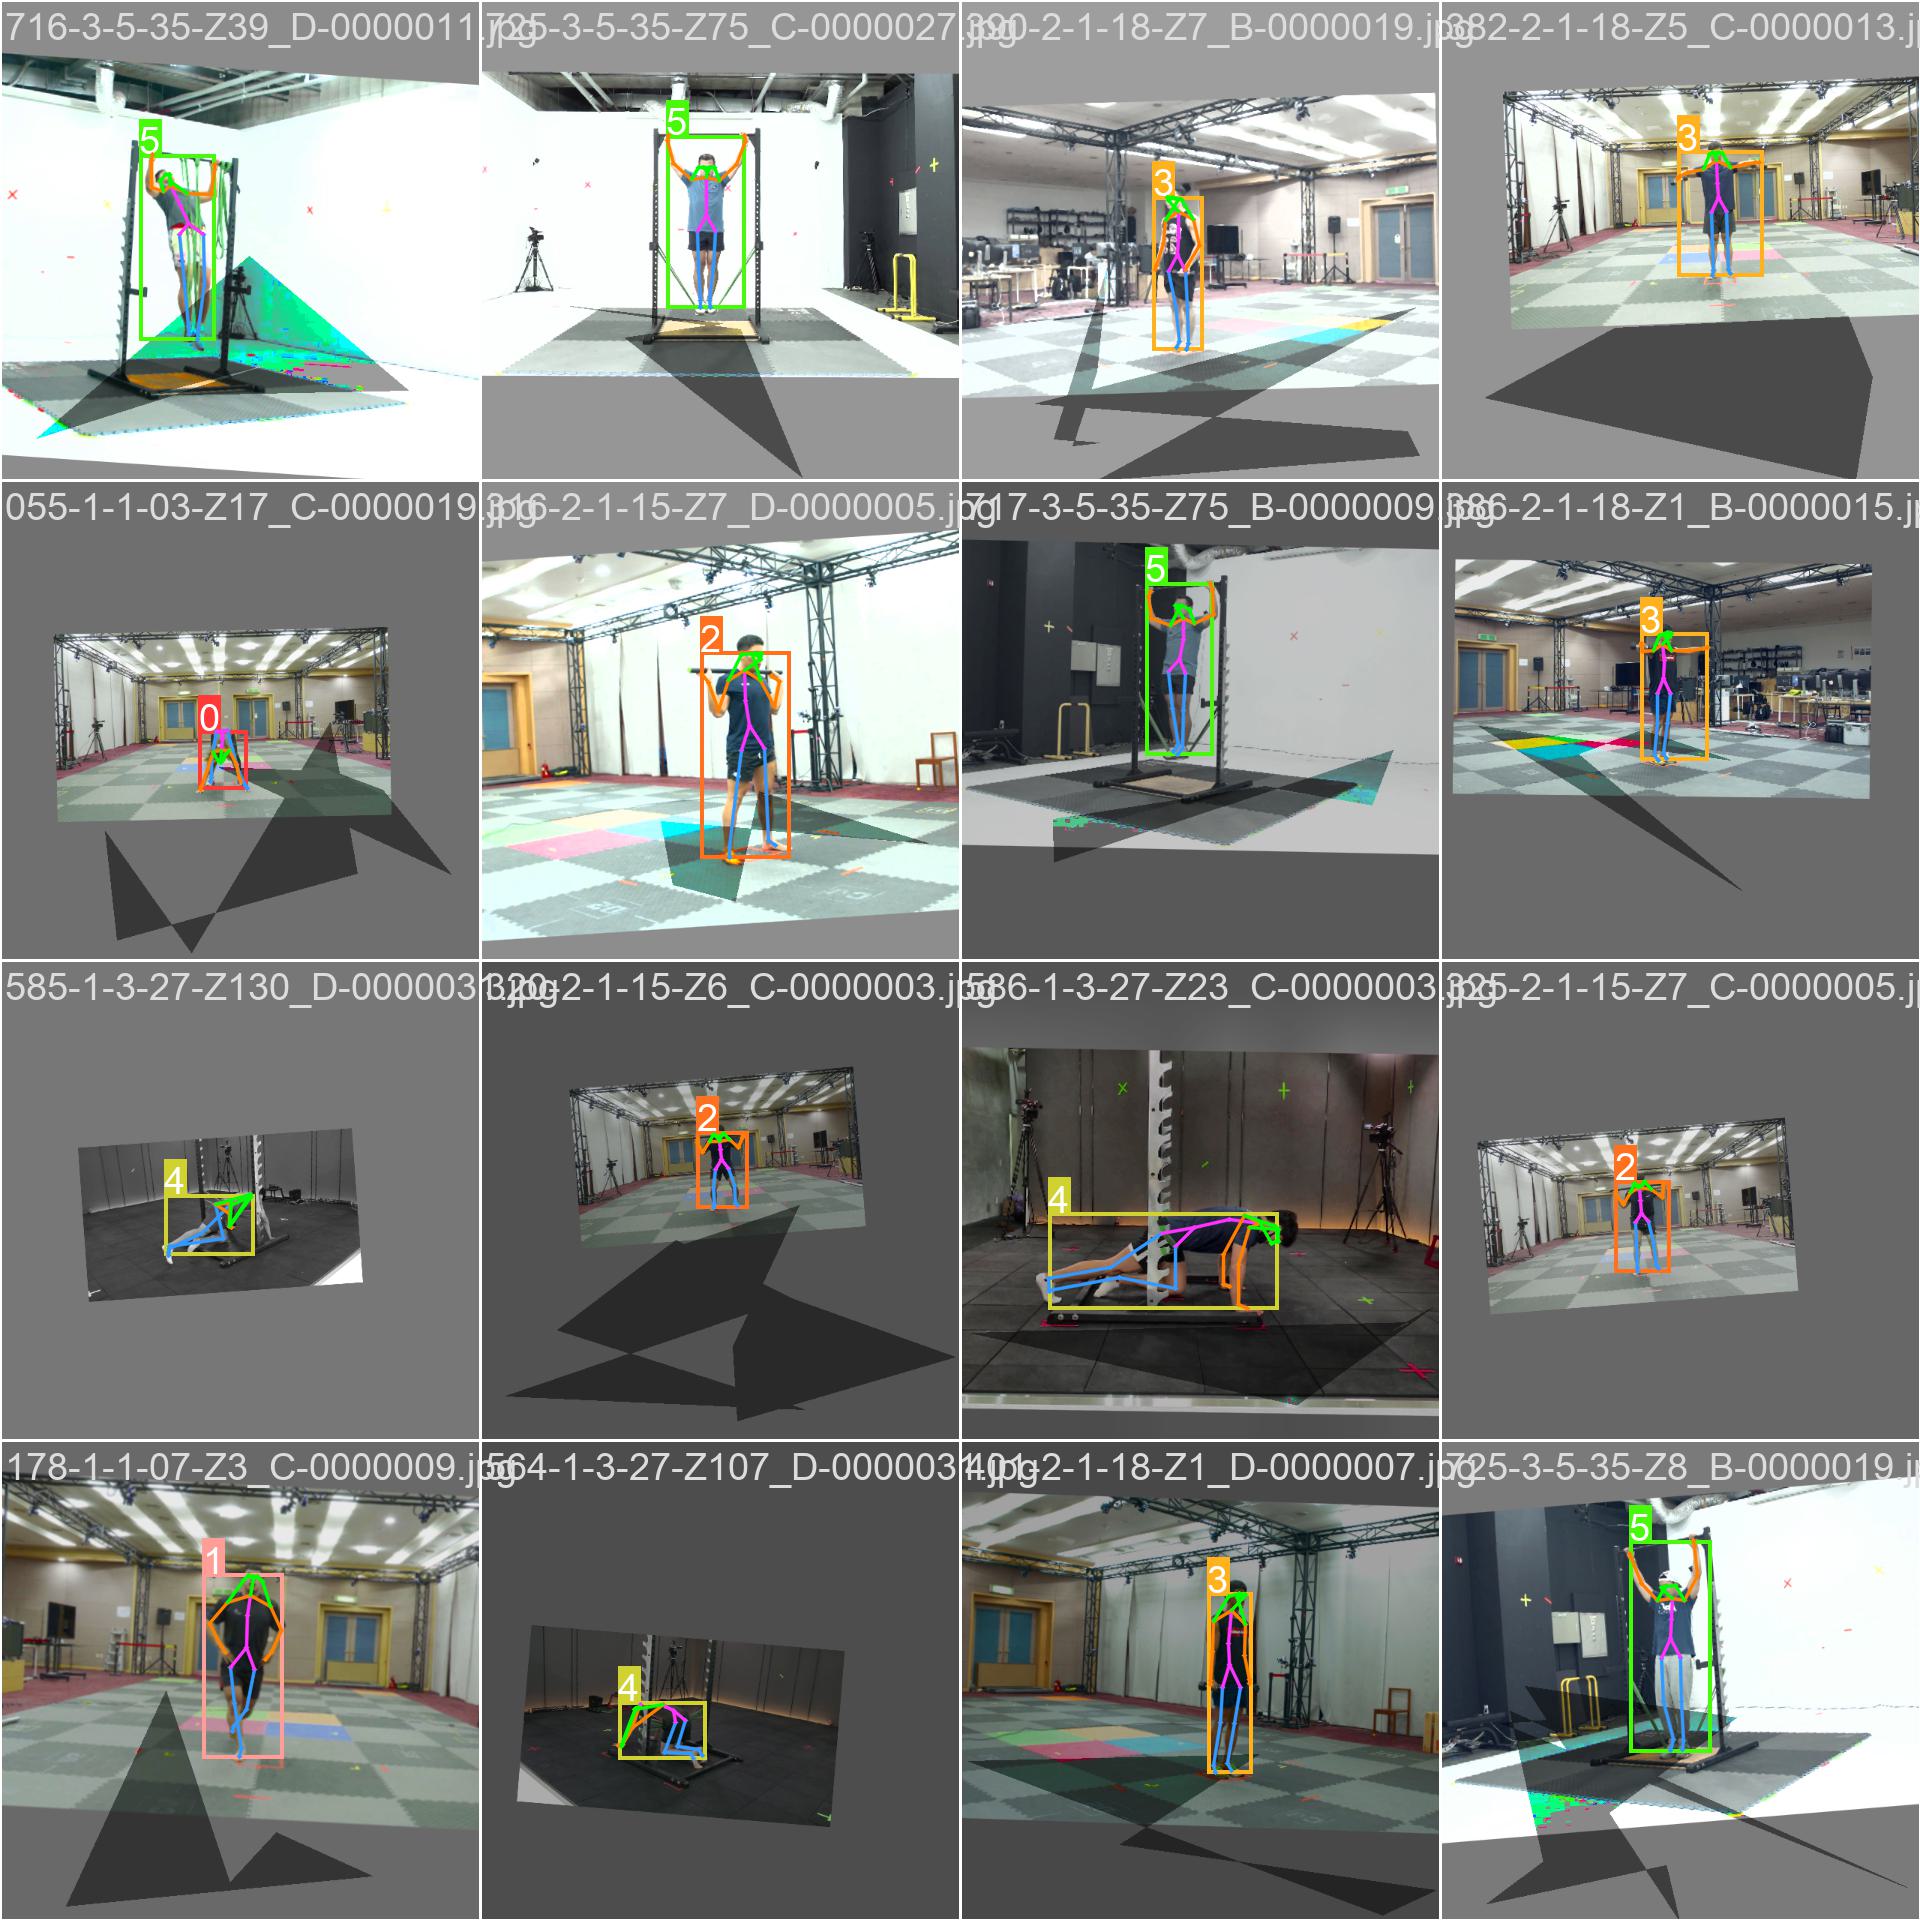 716-3-5-35-Z39_D-0000011.jpg
725-3-5-35-Z75_C-0000027.jpg
390-2-1-18-Z7_B-0000019.jpg
382-2-1-18-Z5_C-0000013.j
5
5
3
3
055-1-1-03-Z17_C-0000019.jpg
316-2-1-15-Z7_D-0000005.jpg
717-3-5-35-Z75_B-0000009.jpg
386-2-1-18-Z1_B-0000015.j
0
2
5
3
585-1-3-27-Z130_D-0000031.jpg
320-2-1-15-Z6_C-0000003.jpg
586-1-3-27-Z23_C-0000003.jpg
325-2-1-15-Z7_C-0000005.j
4
2
4
2
178-1-1-07-Z3_C-0000009.jpg
564-1-3-27-Z107_D-0000031.jpg
401-2-1-18-Z1_D-0000007.jpg
725-3-5-35-Z8_B-0000019.j
1
4
3
5